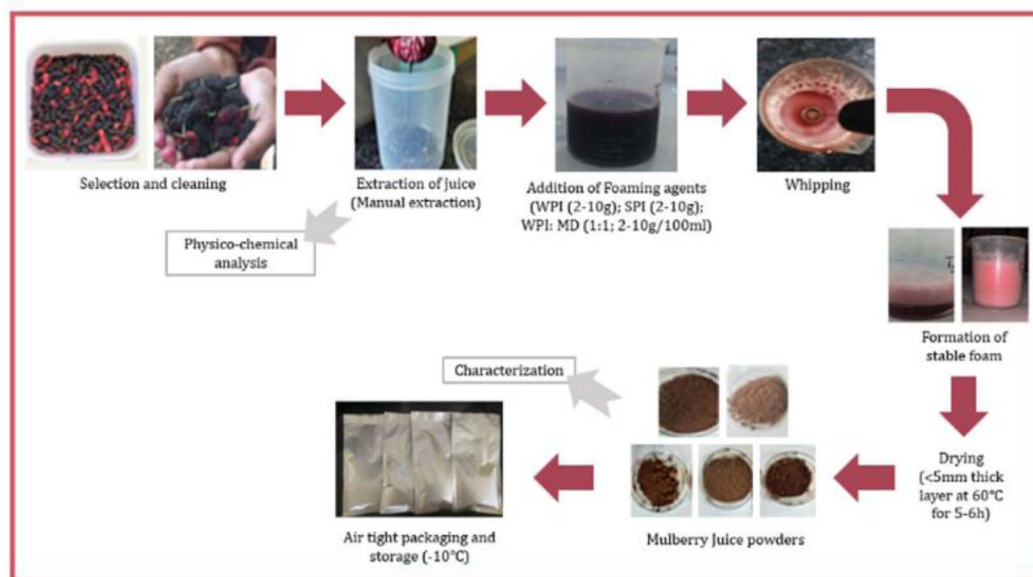 Selection and cleaning
Extraction of juice
(Manual extraction)
Addition of Foaming agents
(WPI (2-10g); SPI (2-10g);
WPI: MD (1:1; 2-10g/100ml)
Whipping
Physico-chemical
analysis
Formation of
stable foam
Drying
(<5mm thick
layer at 60°C
for 5-6h)
Mulberry Juice powders
Characterization
Air tight packaging and
storage (-10°C)